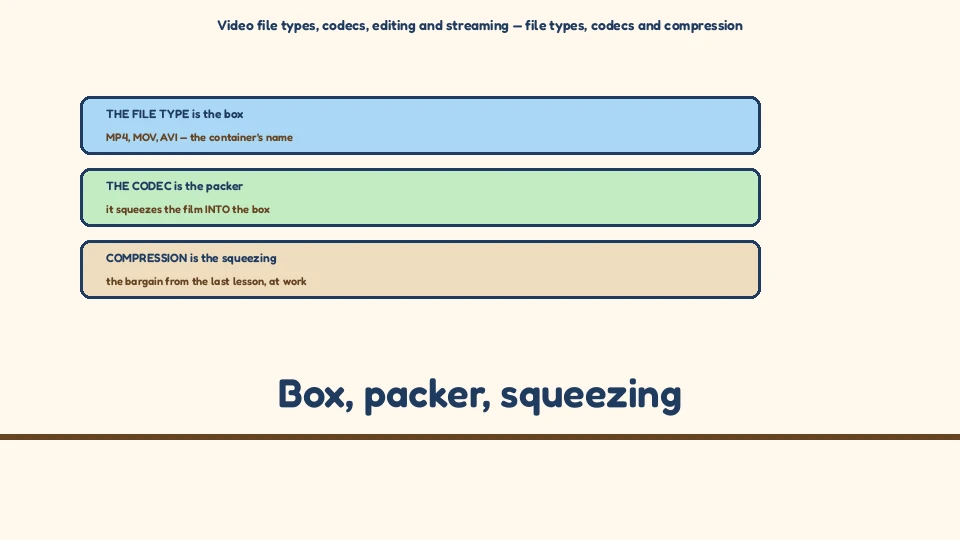 Video file types, codecs, editing and streaming — file types, codecs and compression
THE FILE TYPE is the box
MP4, MOV, AVI — the container's name
THE CODEC is the packer
it squeezes the film INTO the box
COMPRESSION is the squeezing
the bargain from the last lesson, at work
Box, packer, squeezing